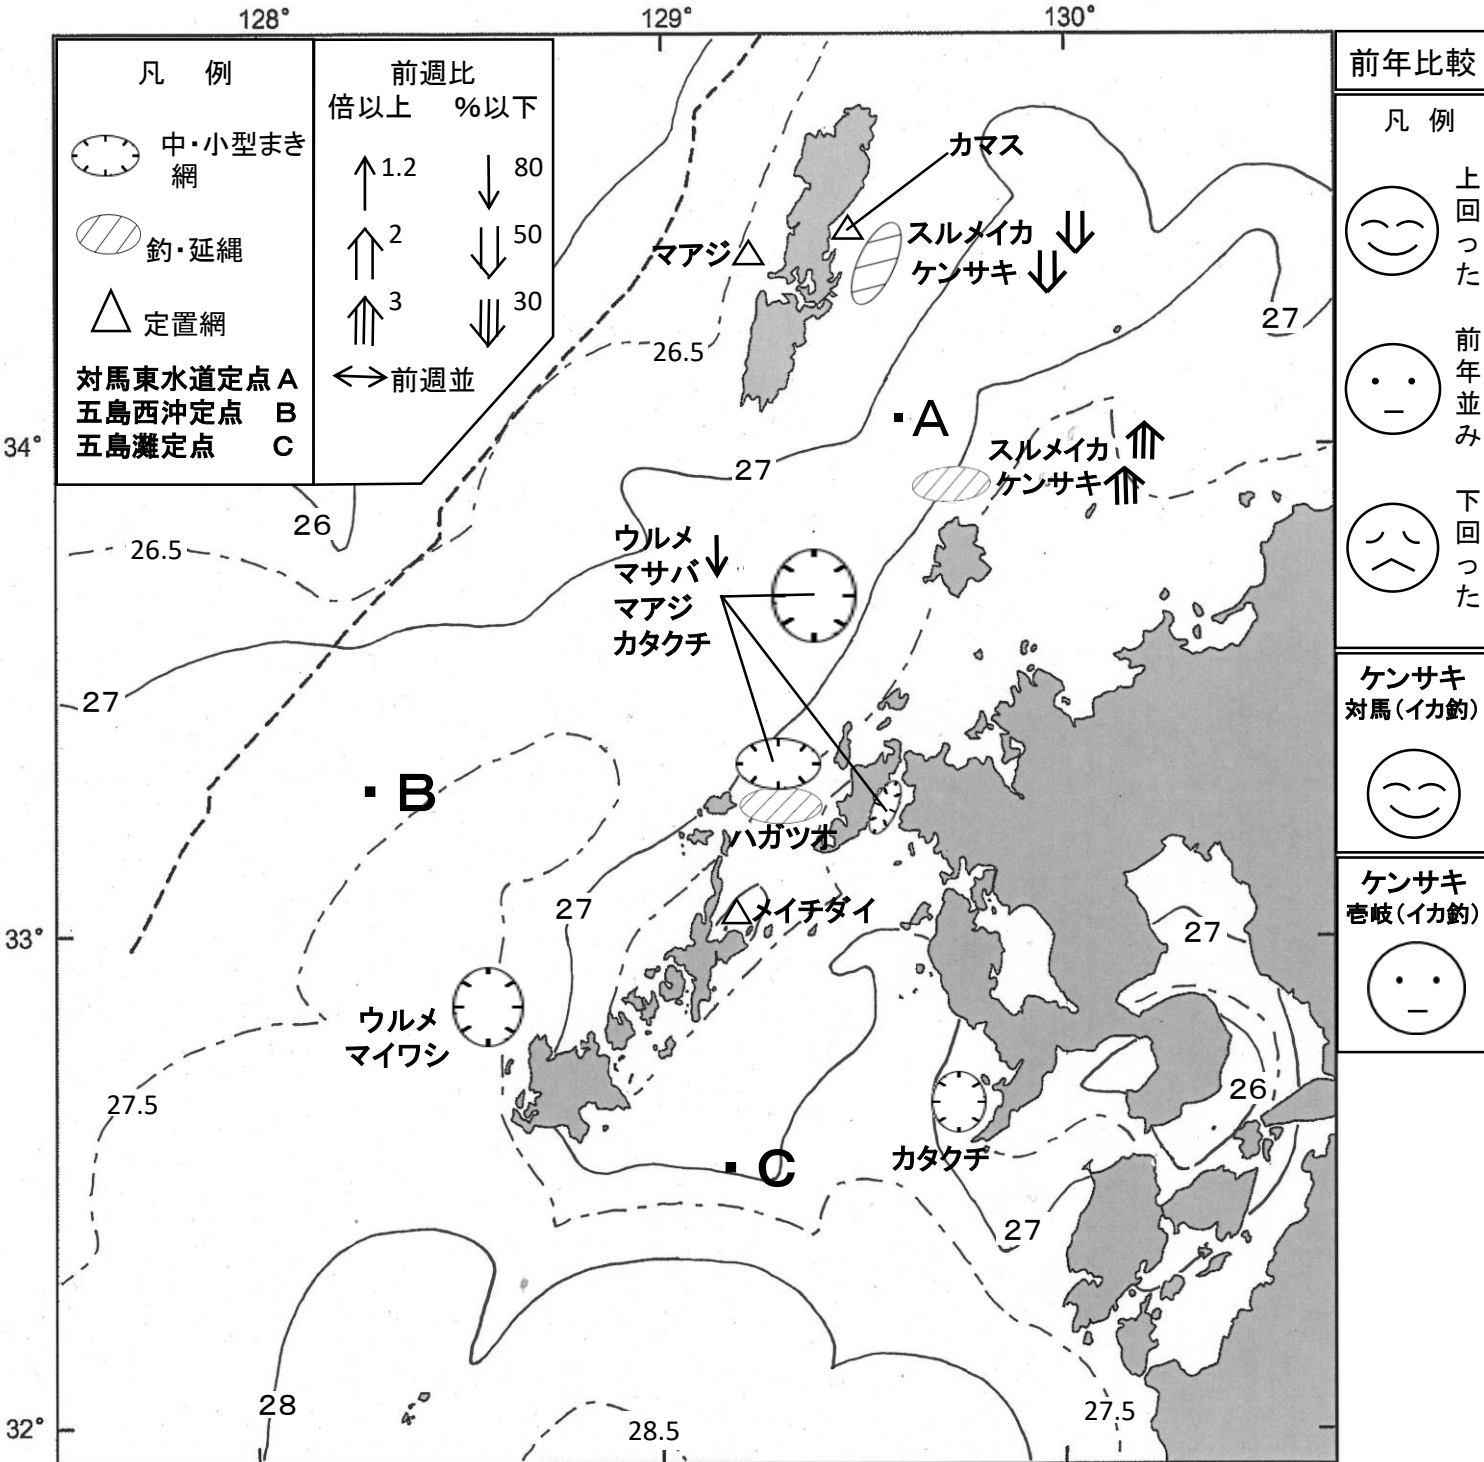 128°
129°
130°
凡 例
中・小型まき
網
釣・延縄
定置網
対馬東水道定点 A
五島西沖定点 B
五島灘定点 C
前週比
倍以上 %以下
1.2 80
2 50
3 30
前週並
カマス
マアジ
スルメイカ
ケンサキ
27
26.5
A
34°
スルメイカ
ケンサキ
27
26
26.5
ウルメ
マサバ
マアジ
カタクチ
27
B
ハガツオ
27
メイチダイ
27
33°
ウルメ
マイワシ
26
27.5
カタクチ
C
27
28
28.5
27.5
32°
前年比較
凡 例
上回った
前年並み
下回った
ケンサキ
対馬(イカ釣)
ケンサキ
壱岐(イカ釣)